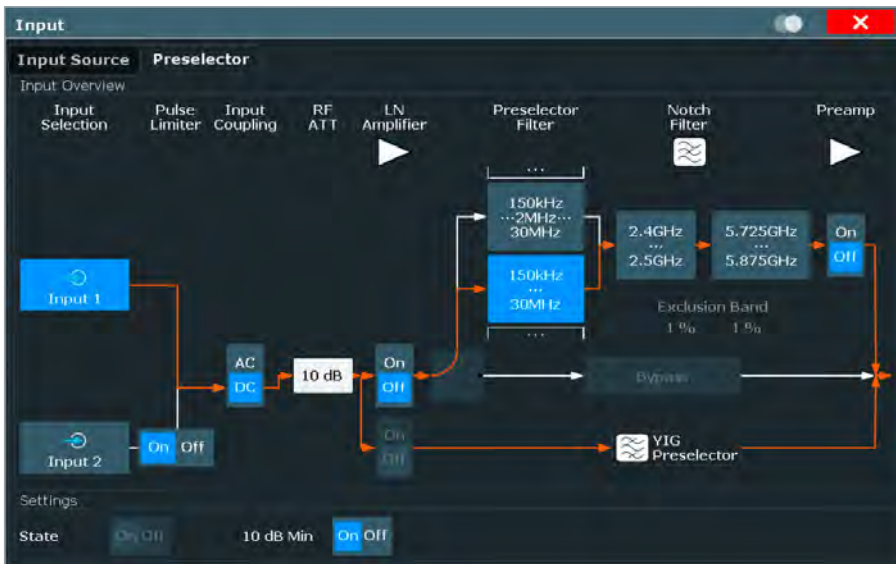 Input
Input Source Preselector
Input Overview
Input Selection
Pulse Limiter
Input Coupling
RF ATT
LN Amplifier
Preselector Filter
Notch Filter
Preamp
...
150kHz
...2MHz...
30MHz
2.4GHz
...
2.5GHz
5.725GHz
...
5.875GHz
On
Off
Input 1
150kHz
...
30MHz
Exclusion Band
1 % 1 %
...
AC
DC
10 dB
On
Off
Bypass
Input 2
On Off
On
Off
YIG
Preselector
Settings
State On Off 10 dB Min On Off